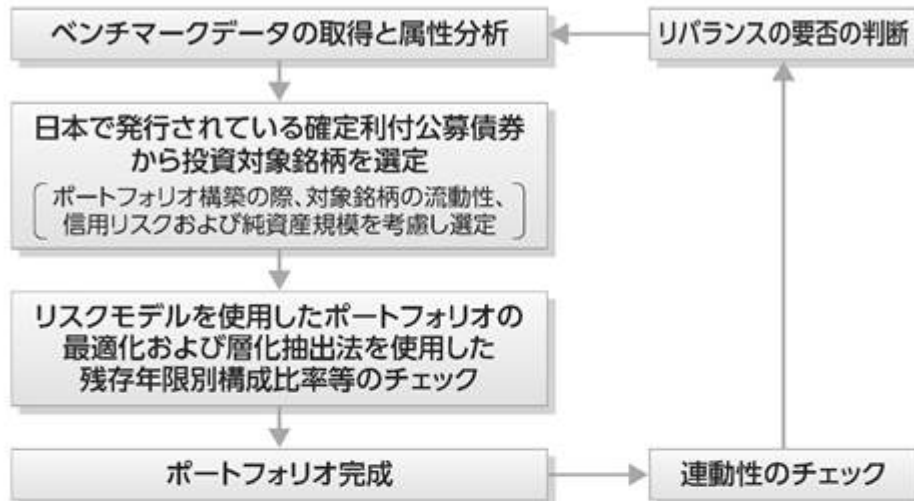 ベンチマークデータの取得と属性分析
リバランスの要否の判断
日本で発行されている確定利付公募債券
から投資対象銘柄を選定
ポートフォリオ構築の際、対象銘柄の流動性、
信用リスクおよび純資産規模を考慮し選定
リスクモデルを使用したポートフォリオの
最適化および層化抽出法を使用した
残存年限別構成比率等のチェック
ポートフォリオ完成
連動性のチェック